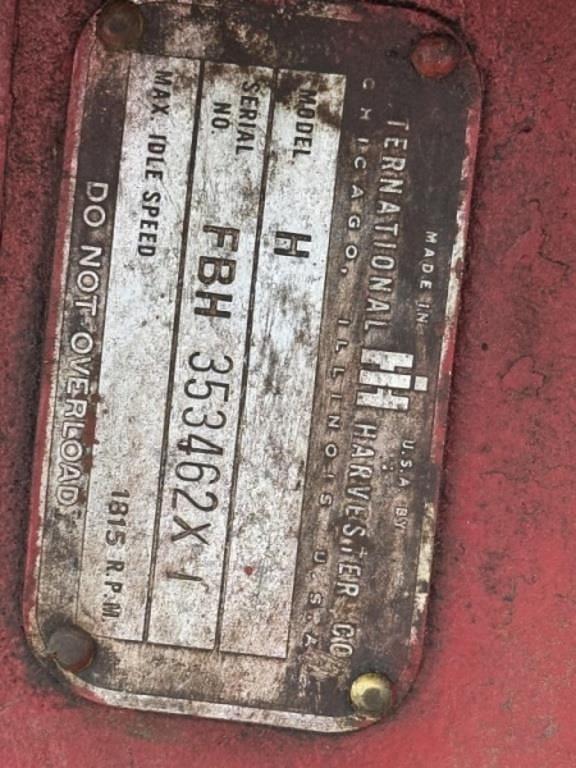 MADE IN U.S.A. BY
TERNATIONAL IH HARVESTER CO
CHICAGO, ILLINOIS U.S.A.
MODEL H
SERIAL NO. FBH 353462X1
MAX. IDLE SPEED 1815 R.P.M.
DO NOT OVERLOAD